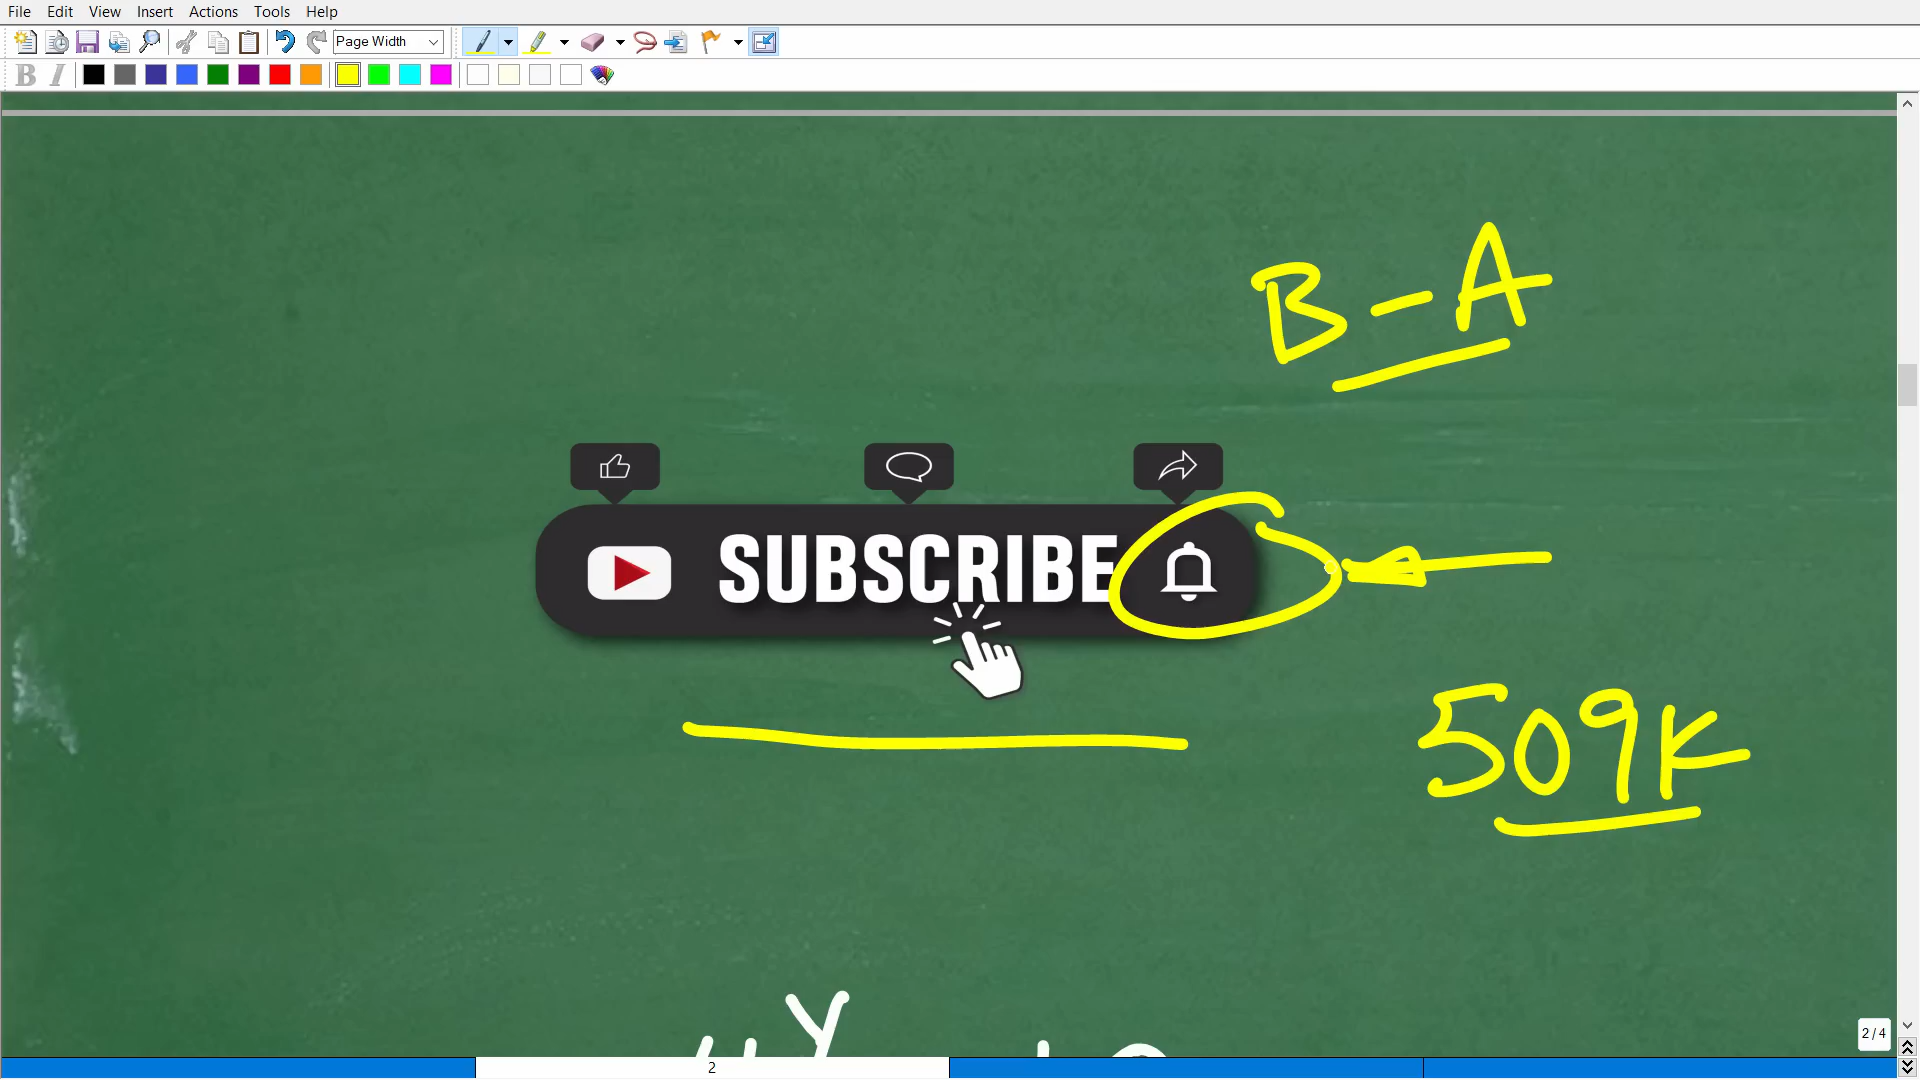 File Edit View Insert Actions Tools Help
Page Width
B I
B - A
SUBSCRIBE
509K
Y
2 / 4
2